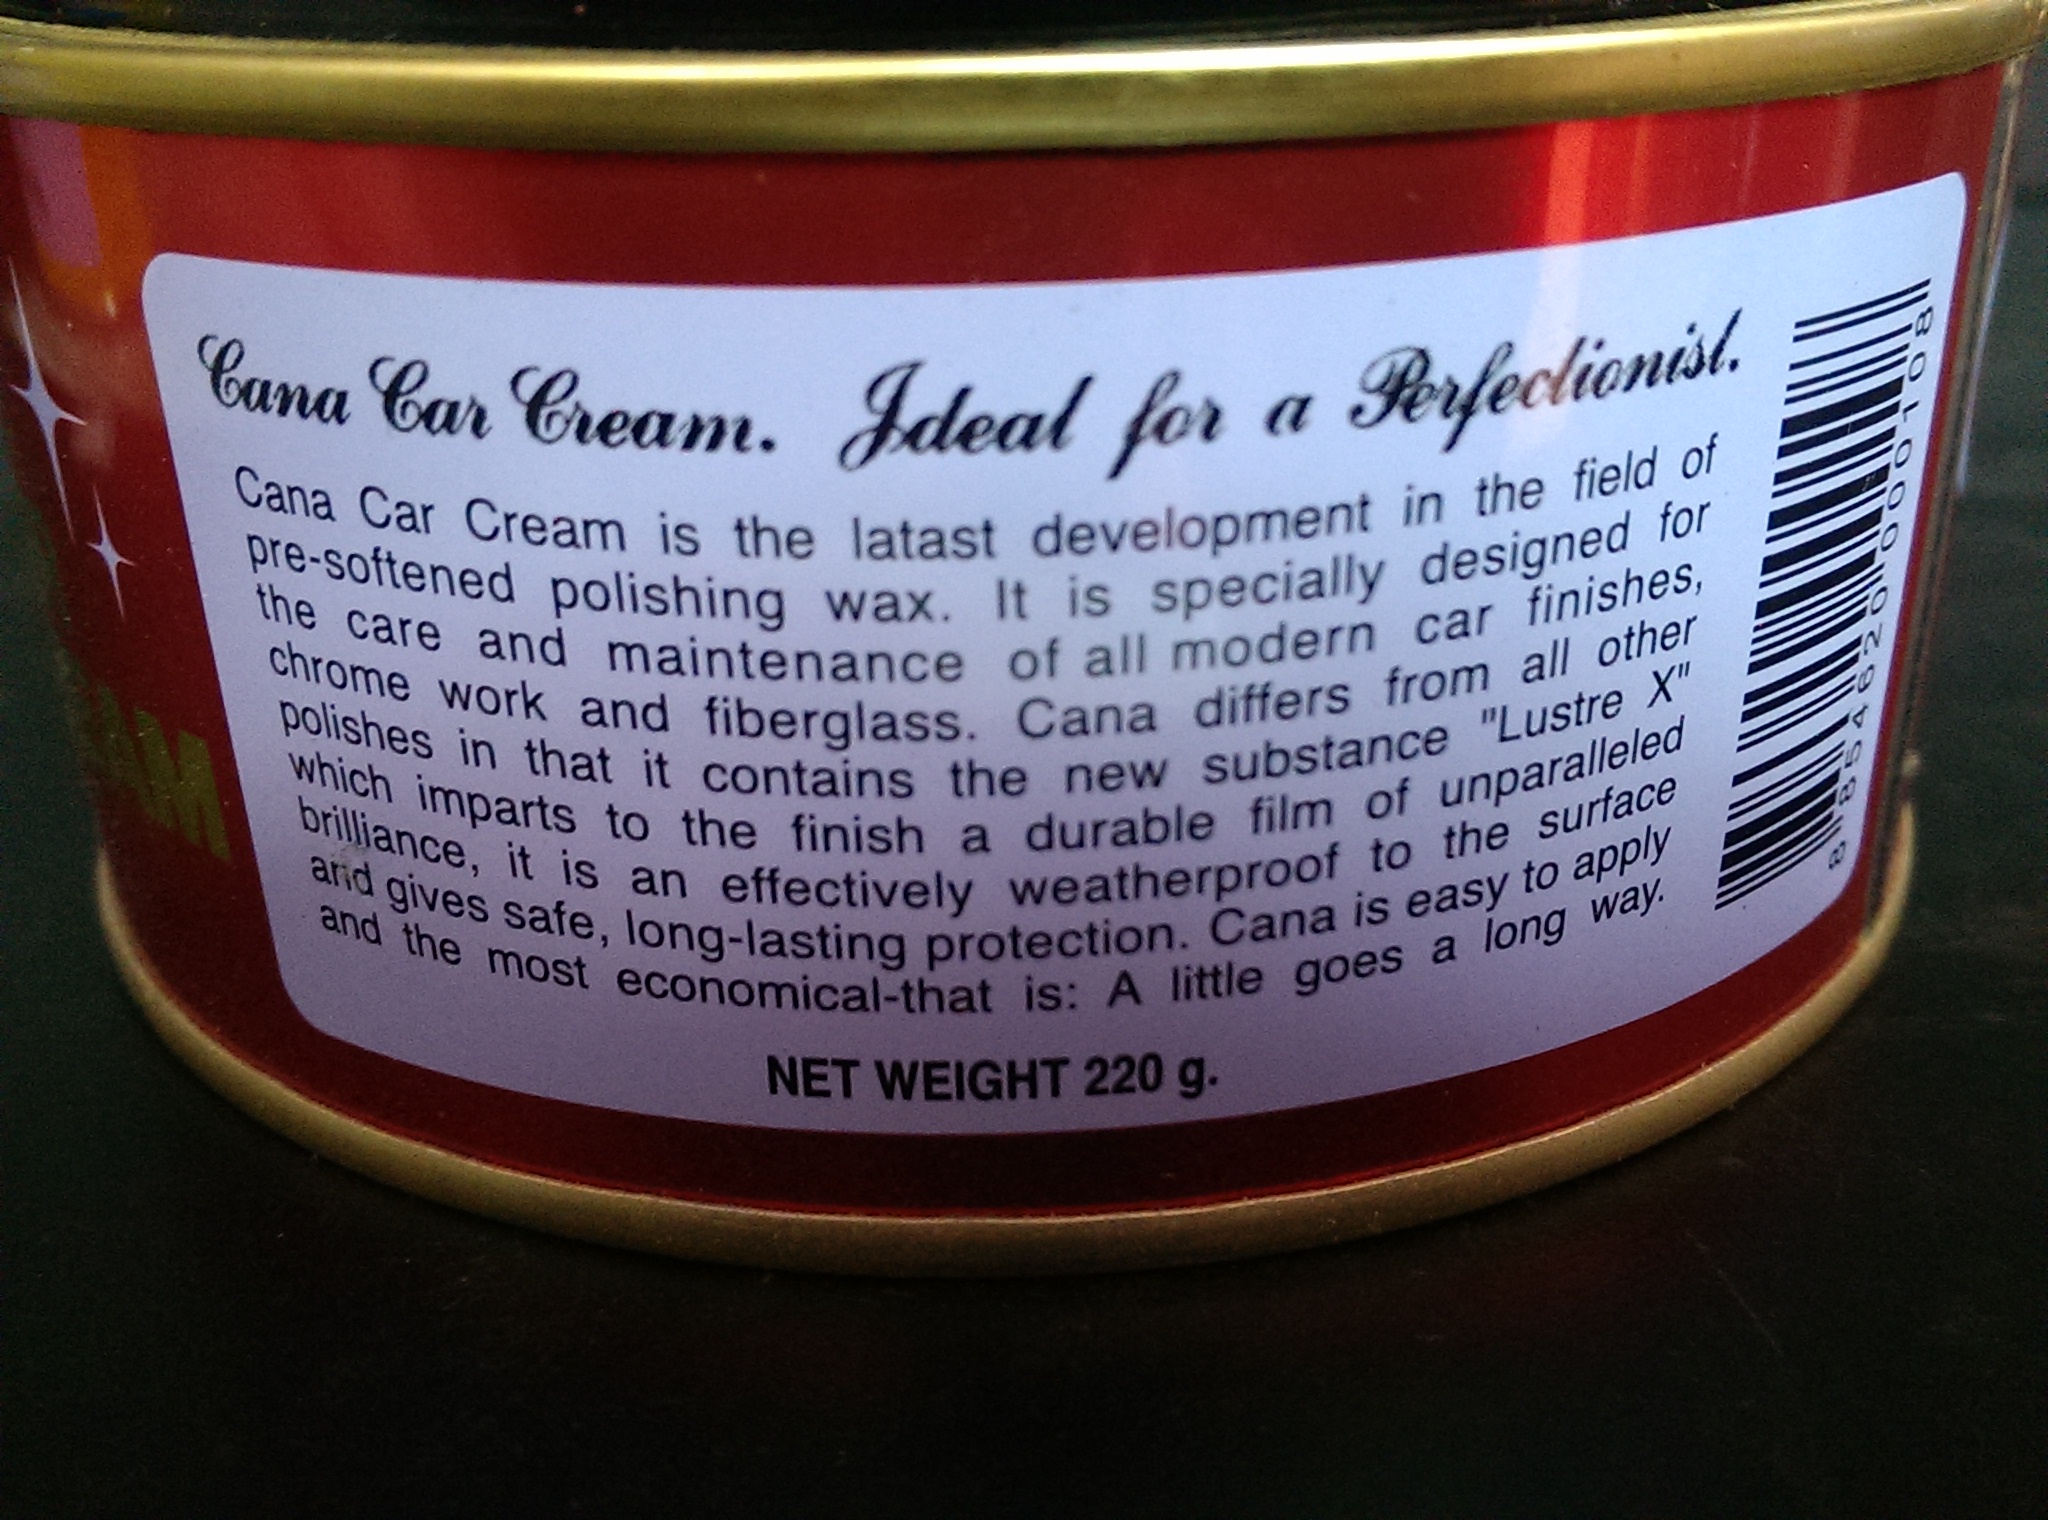 Cana Car Cream. Ideal for a Perfectionist.
Cana Car Cream is the latast development in the field of
pre-softened polishing wax. It is specially designed for
the care and maintenance of all modern car finishes,
chrome work and fiberglass. Cana differs from all other
polishes in that it contains the new substance "Lustre X"
which imparts to the finish a durable film of unparalleled
brilliance, it is an effectively weatherproof to the surface
and gives safe, long-lasting protection. Cana is easy to apply
and the most economical-that is: A little goes a long way.
NET WEIGHT 220 g.
8 854620 000108